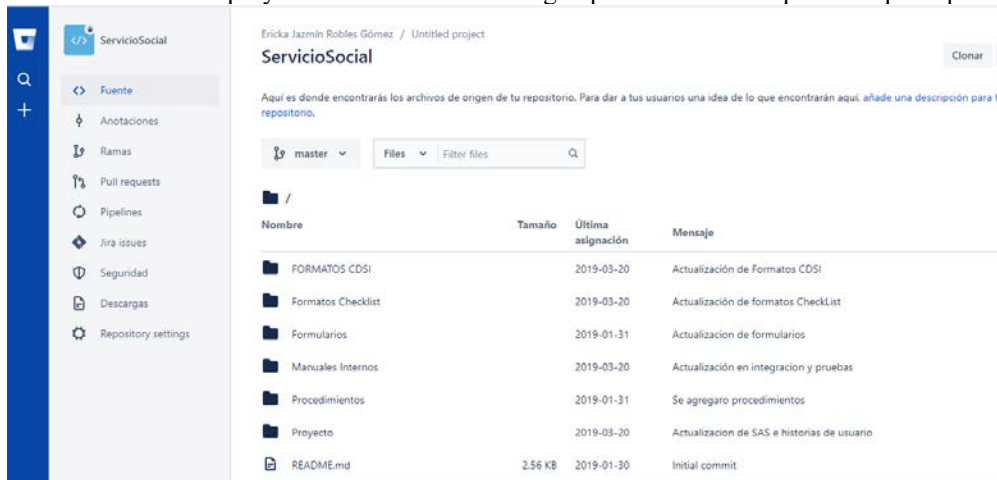 ServicioSocial
Fuente
Anotaciones
Ramas
Pull requests
Pipelines
Jira issues
Seguridad
Descargas
Repository settings
Ericka Jazmín Robles Gómez / Untitled project
ServicioSocial
Clonar
Aquí es donde encontrarás los archivos de origen de tu repositorio. Para dar a tus usuarios una idea de lo que encontrarán aquí, añade una descripción para
repositorio.
master
Files
Filter files
/
Nombre Tamaño Última asignación Mensaje
FORMATOS CDSI 2019-03-20 Actualización de Formatos CDSI
Formatos Checklist 2019-03-20 Actualización de formatos CheckList
Formularios 2019-01-31 Actualizacion de formularios
Manuales Internos 2019-03-20 Actualización en integracion y pruebas
Procedimientos 2019-01-31 Se agregaro procedimientos
Proyecto 2019-03-20 Actualizacion de SAS e historias de usuario
README.md 2.56 KB 2019-01-30 Initial commit